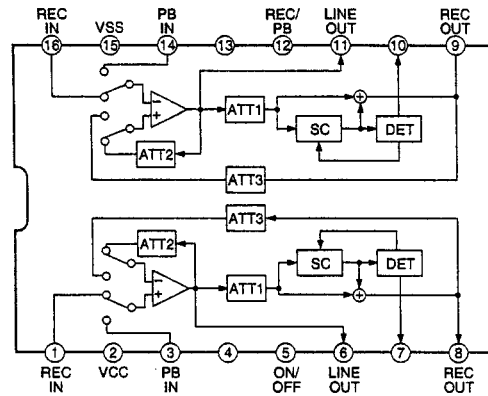 REC IN
VSS
PB IN
REC/ PB
LINE OUT
REC OUT
16 15 14 13 12 11 10 9
− +
ATT1
+
SC
DET
ATT2
ATT3
ATT3
ATT2
− +
ATT1
SC
DET
+
1 2 3 4 5 6 7 8
REC IN
VCC
PB IN
ON/ OFF
LINE OUT
REC OUT